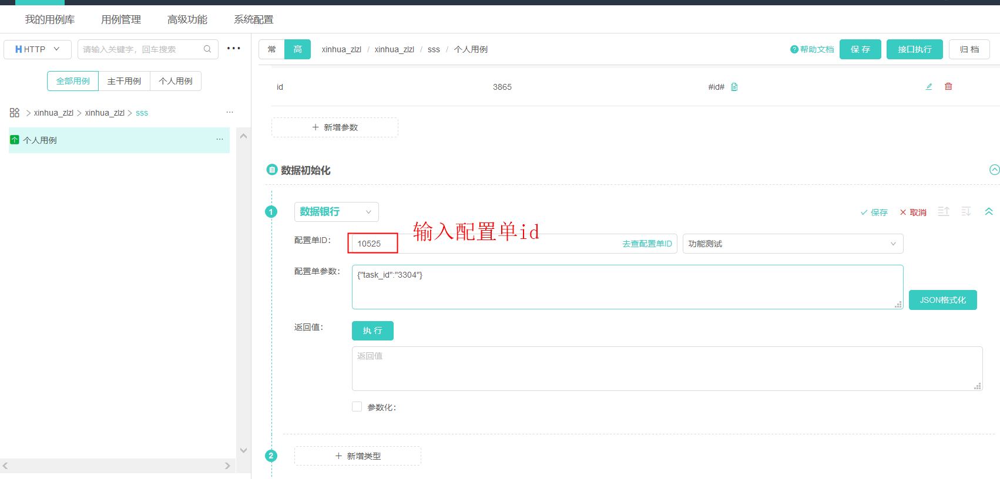 我的用例库 用例管理 高级功能 系统配置
HTTP 请输入关键字，回车搜索 ···
常 高 xinhua_zlzl / xinhua_zlzl / sss / 个人用例 帮助文档 保 存 接口执行 归 档
全部用例 主干用例 个人用例
id 3865 #id#
xinhua_zlzl > xinhua_zlzl > sss ···
+ 新增参数
个 个人用例 ···
数据初始化
1 数据银行 保存 取消
输入配置单id
配置单ID： 10525 去查配置单ID 功能测试
配置单参数： {"task_id":"3304"}
JSON格式化
返回值： 执 行
返回值
参数化：
2 + 新增类型